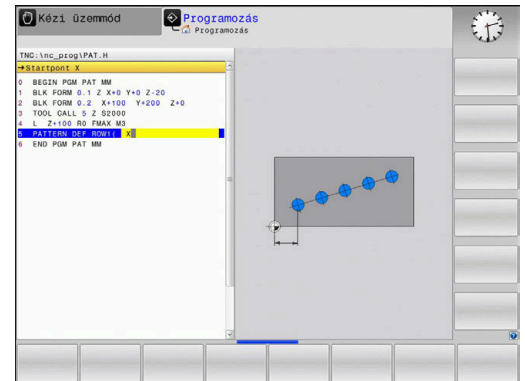 Kézi üzemmód
Programozás
Programozás
TNC:\nc_prog\PAT.H
→Startpont X
0 BEGIN PGM PAT MM
1 BLK FORM 0.1 Z X+0 Y+0 Z-20
2 BLK FORM 0.2 X+100 Y+200 Z+0
3 TOOL CALL 5 Z S2000
4 L Z+100 R0 FMAX M3
5 PATTERN DEF ROW1( X
6 END PGM PAT MM